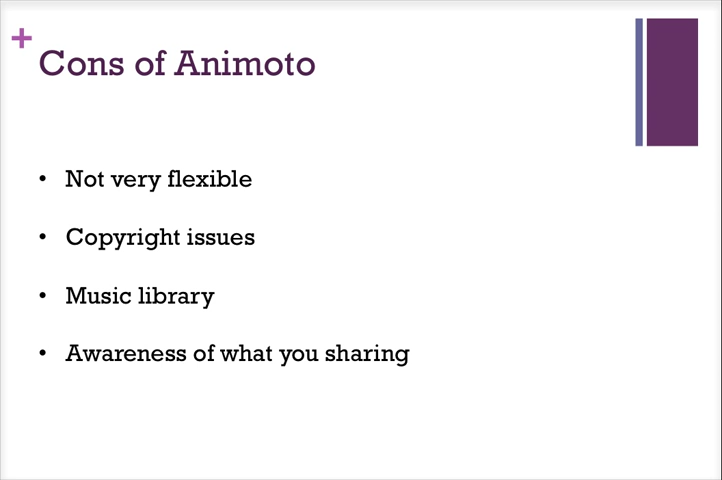 +
Cons of Animoto
• Not very flexible
• Copyright issues
• Music library
• Awareness of what you sharing